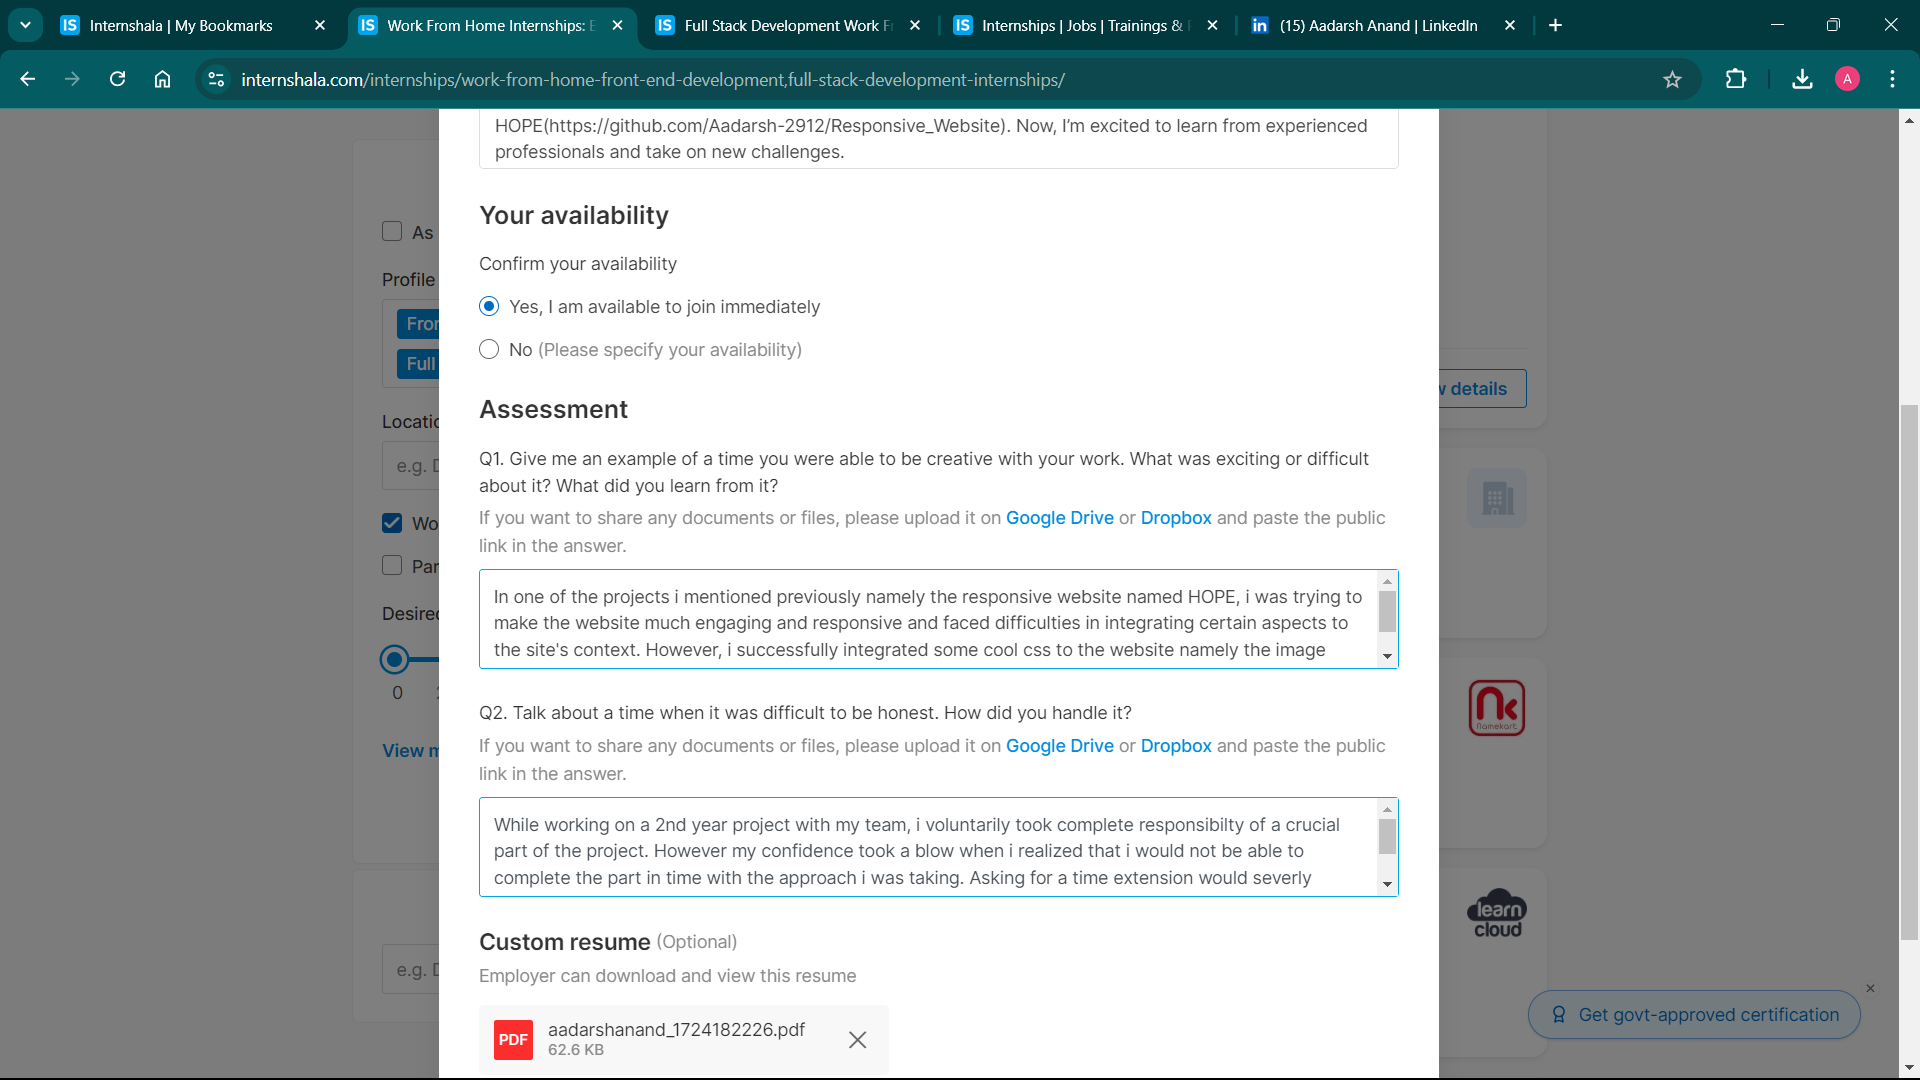 Internshala | My Bookmarks
Work From Home Internships: E
Full Stack Development Work Fr
Internships | Jobs | Trainings &
(15) Aadarsh Anand | LinkedIn
internshala.com/internships/work-from-home-front-end-development,full-stack-development-internships/
A
HOPE(https://github.com/Aadarsh-2912/Responsive_Website). Now, I'm excited to learn from experienced
professionals and take on new challenges.
Your availability
Confirm your availability
Yes, I am available to join immediately
No (Please specify your availability)
Assessment
Q1. Give me an example of a time you were able to be creative with your work. What was exciting or difficult
about it? What did you learn from it?
If you want to share any documents or files, please upload it on Google Drive or Dropbox and paste the public
link in the answer.
In one of the projects i mentioned previously namely the responsive website named HOPE, i was trying to
make the website much engaging and responsive and faced difficulties in integrating certain aspects to
the site's context. However, i successfully integrated some cool css to the website namely the image
Q2. Talk about a time when it was difficult to be honest. How did you handle it?
If you want to share any documents or files, please upload it on Google Drive or Dropbox and paste the public
link in the answer.
While working on a 2nd year project with my team, i voluntarily took complete responsibilty of a crucial
part of the project. However my confidence took a blow when i realized that i would not be able to
complete the part in time with the approach i was taking. Asking for a time extension would severly
Custom resume (Optional)
Employer can download and view this resume
PDF
aadarshanand_1724182226.pdf
62.6 KB
As
Profile
Fron
Full
Locatio
e.g. D
Wo
Par
Desired
0
View m
e.g. D
w details
Namekart
learn
cloud
Get govt-approved certification